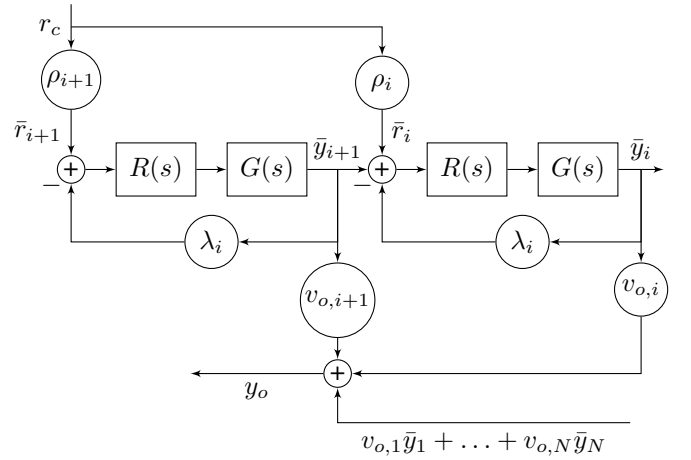 r_c
ρ_{i+1} ρ_i
r̄_{i+1} r̄_i
+ R(s) G(s) ȳ_{i+1} + R(s) G(s) ȳ_i
− −
λ_i λ_i
v_{o,i+1} v_{o,i}
+
y_o
v_{o,1}ȳ_1 + … + v_{o,N}ȳ_N